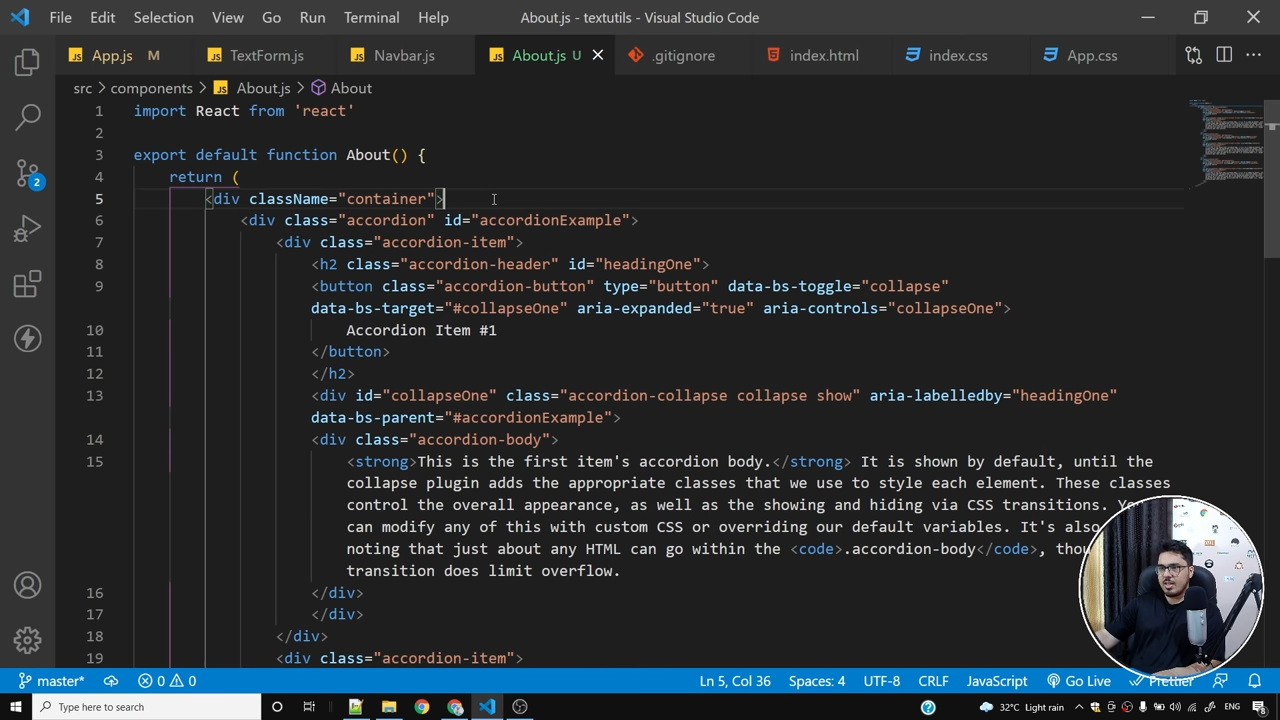 File Edit Selection View Go Run Terminal Help About.js - textutils - Visual Studio Code
App.js M TextForm.js Navbar.js About.js U .gitignore index.html index.css App.css
src > components > About.js > About
1 import React from 'react'
2
3 export default function About() {
4 return (
5 <div className="container">
6 <div class="accordion" id="accordionExample">
7 <div class="accordion-item">
8 <h2 class="accordion-header" id="headingOne">
9 <button class="accordion-button" type="button" data-bs-toggle="collapse"
data-bs-target="#collapseOne" aria-expanded="true" aria-controls="collapseOne">
10 Accordion Item #1
11 </button>
12 </h2>
13 <div id="collapseOne" class="accordion-collapse collapse show" aria-labelledby="headingOne"
data-bs-parent="#accordionExample">
14 <div class="accordion-body">
15 <strong>This is the first item's accordion body.</strong> It is shown by default, until the
collapse plugin adds the appropriate classes that we use to style each element. These classes
control the overall appearance, as well as the showing and hiding via CSS transitions.
can modify any of this with custom CSS or overriding our default variables. It's also
noting that just about any HTML can go within the <code>.accordion-body</code>,
transition does limit overflow.
16 </div>
17 </div>
18 </div>
19 <div class="accordion-item">
2
master* 0 0 Ln 5, Col 36 Spaces: 4 UTF-8 CRLF JavaScript Go Live Prettier
Type here to search 32°C Light rain ENG 8